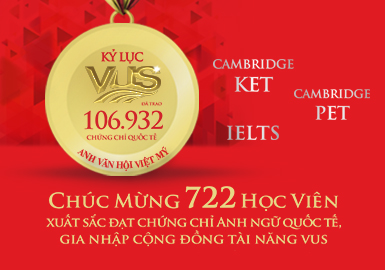 KỶ LỤC
VUS
ĐÃ TRAO
106.932
CHỨNG CHỈ QUỐC TẾ
ANH VĂN HỘI VIỆT MỸ
CAMBRIDGE
KET
CAMBRIDGE
PET
IELTS
CHÚC MỪNG 722 HỌC VIÊN
XUẤT SẮC ĐẠT CHỨNG CHỈ ANH NGỮ QUỐC TẾ,
GIA NHẬP CỘNG ĐỒNG TÀI NĂNG VUS